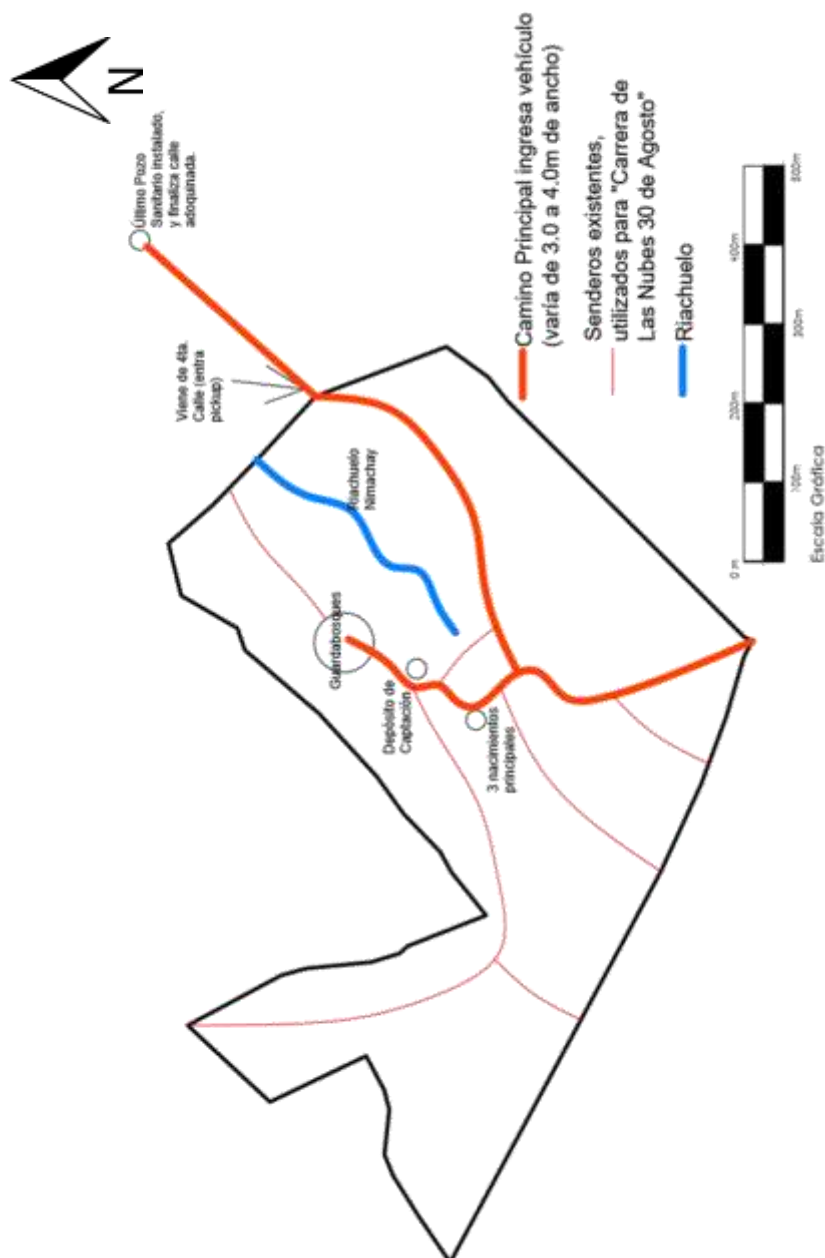 N
Último Pozo
Sanitario instalado,
y finaliza calle
adoquinada.
Viene de 4ta.
Calle (entra
pickup)
Riachuelo
Nimachay
Guardabosques
Depósito de
Captación
3 nacimientos
principales
Camino Principal ingresa vehículo
(varía de 3.0 a 4.0m de ancho)
Senderos existentes,
utilizados para "Carrera de
Las Nubes 30 de Agosto"
Riachuelo
0 m
100m
200m
300m
400m
500m
Escala Gráfica